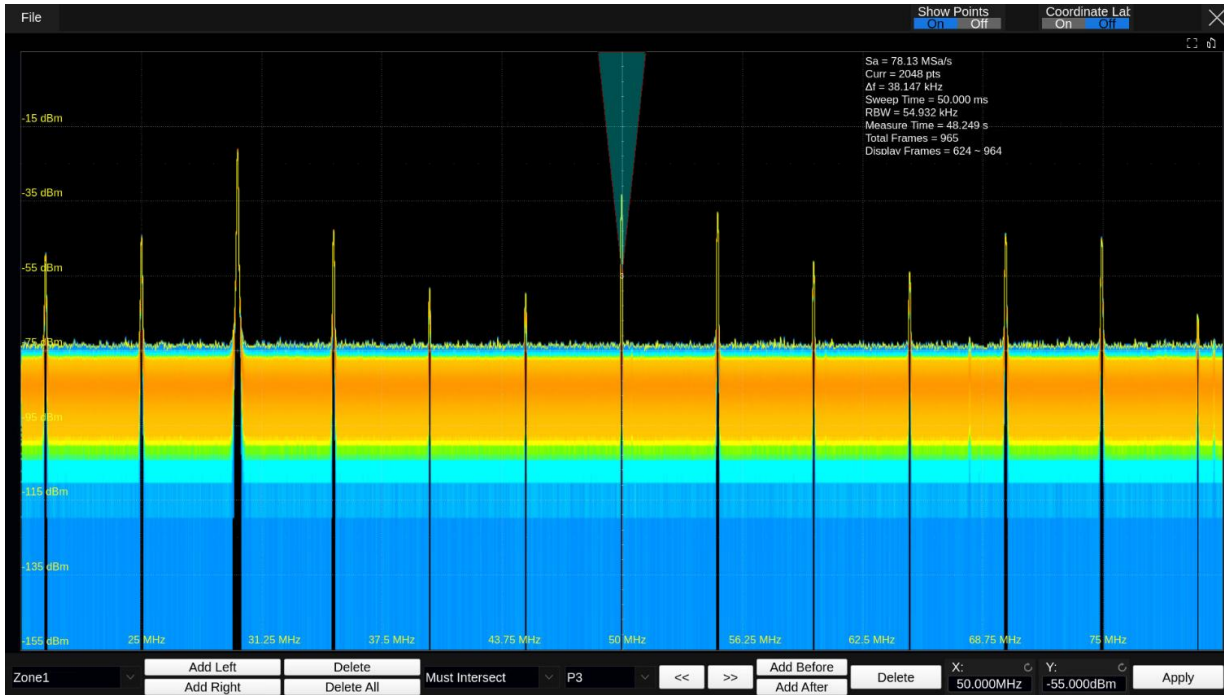 File
Show Points
On Off
Coordinate Lab
On Off
Sa = 78.13 MSa/s
Curr = 2048 pts
Δf = 38.147 kHz
Sweep Time = 50.000 ms
RBW = 54.932 kHz
Measure Time = 48.249 s
Total Frames = 965
Display Frames = 624 ~ 964
-15 dBm
-35 dBm
-55 dBm
-75 dBm
-95 dBm
-115 dBm
-135 dBm
-155 dBm
25 MHz 31.25 MHz 37.5 MHz 43.75 MHz 50 MHz 56.25 MHz 62.5 MHz 68.75 MHz 75 MHz
Zone1
Add Left
Add Right
Delete
Delete All
Must Intersect
P3
<<
>>
Add Before
Add After
Delete
X:
50.000MHz
Y:
-55.000dBm
Apply